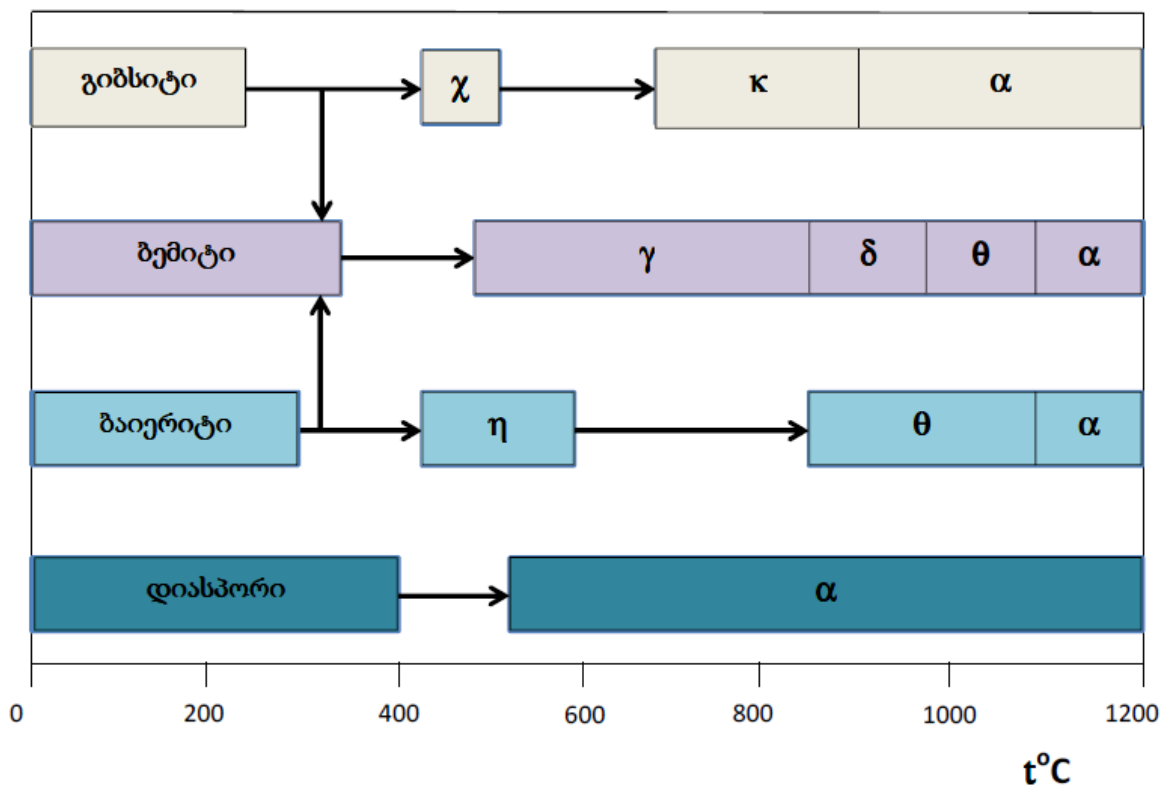 გიბსიტი χ κ α
ბემიტი γ δ θ α
ბაიერიტი η θ α
დიასპორი α
0 200 400 600 800 1000 1200
t°C